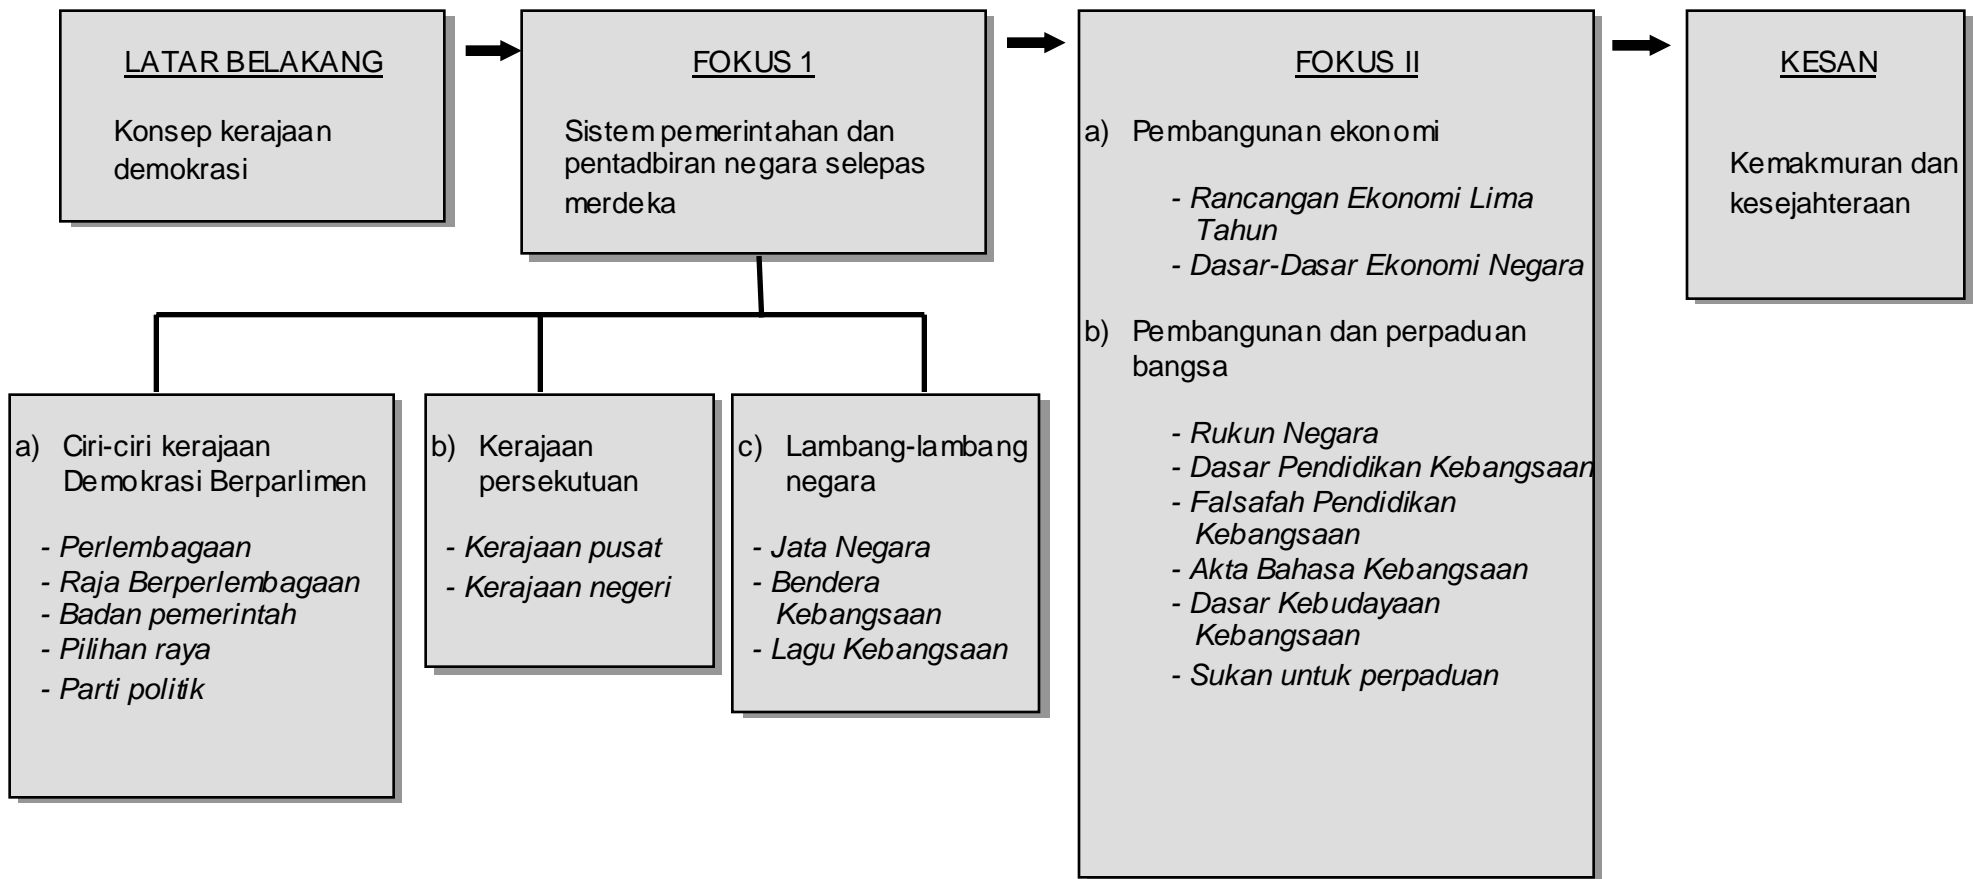 LATAR BELAKANG
Konsep kerajaan
demokrasi
FOKUS 1
Sistem pemerintahan dan
pentadbiran negara selepas
merdeka
a) Ciri-ciri kerajaan
Demokrasi Berparlimen
- Perlembagaan
- Raja Berperlembagaan
- Badan pemerintah
- Pilihan raya
- Parti politik
b) Kerajaan
persekutuan
- Kerajaan pusat
- Kerajaan negeri
c) Lambang-lambang
negara
- Jata Negara
- Bendera
Kebangsaan
- Lagu Kebangsaan
FOKUS II
a) Pembangunan ekonomi
- Rancangan Ekonomi Lima
Tahun
- Dasar-Dasar Ekonomi Negara
b) Pembangunan dan perpaduan
bangsa
- Rukun Negara
- Dasar Pendidikan Kebangsaan
- Falsafah Pendidikan
Kebangsaan
- Akta Bahasa Kebangsaan
- Dasar Kebudayaan
Kebangsaan
- Sukan untuk perpaduan
KESAN
Kemakmuran dan
kesejahteraan